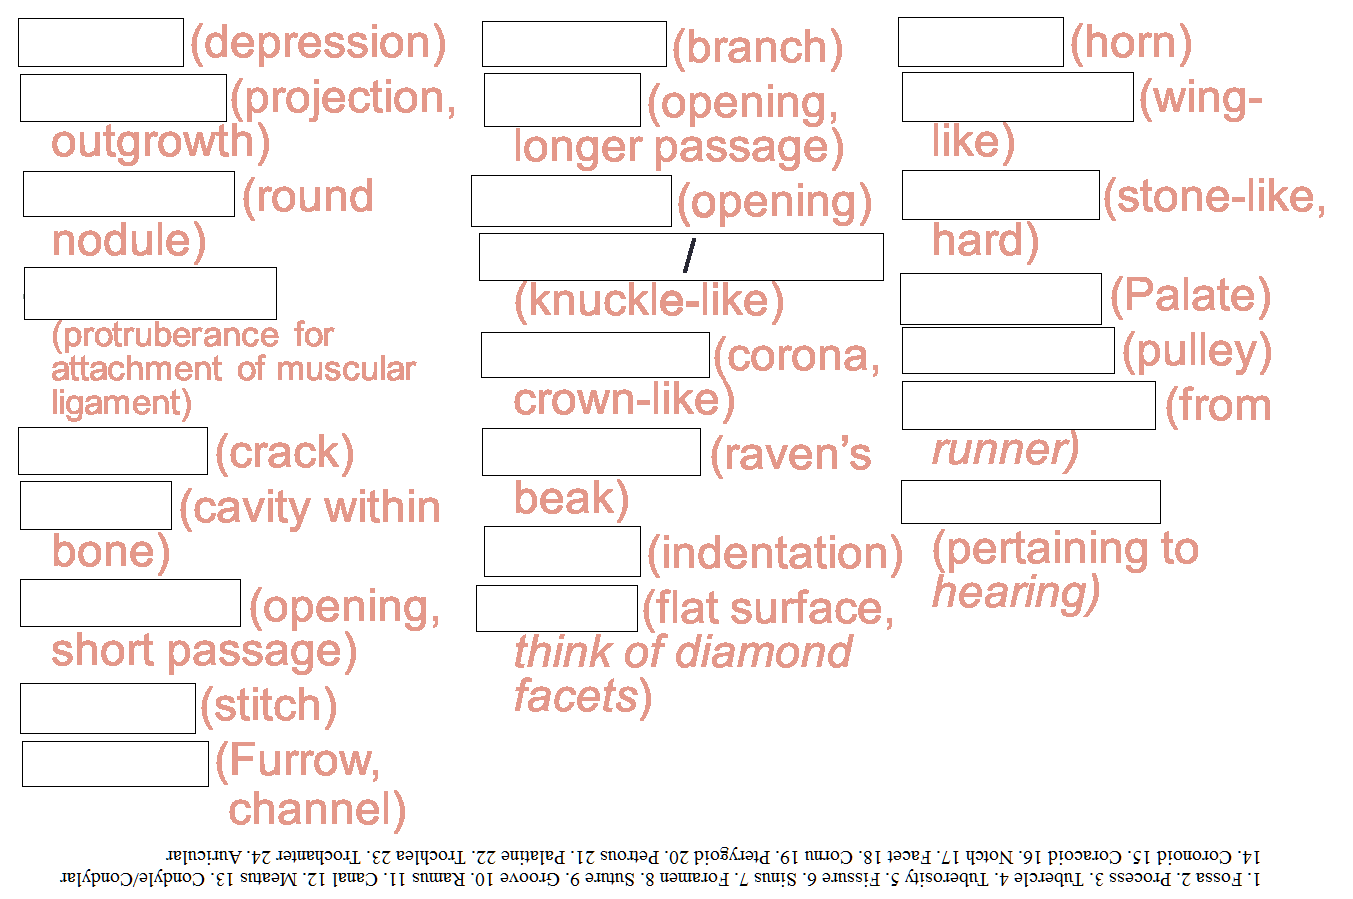 (depression)
(projection,
outgrowth)
(round
nodule)
(protruberance for
attachment of muscular
ligament)
(crack)
(cavity within
bone)
(opening,
short passage)
(stitch)
(Furrow,
channel)
(branch)
(opening,
longer passage)
(opening)
/
(knuckle-like)
(corona,
crown-like)
(raven’s
beak)
(indentation)
(flat surface,
think of diamond
facets)
(horn)
(wing-
like)
(stone-like,
hard)
(Palate)
(pulley)
(from
runner)
(pertaining to
hearing)
1. Fossa 2. Process 3. Tubercle 4. Tuberosity 5. Fissure 6. Sinus 7. Foramen 8. Suture 9. Groove 10. Ramus 11. Canal 12. Meatus 13. Condyle/Condylar
14. Coronoid 15. Coracoid 16. Notch 17. Facet 18. Cornu 19. Pterygoid 20. Petrous 21. Palatine 22. Trochlea 23. Trochanter 24. Auricular